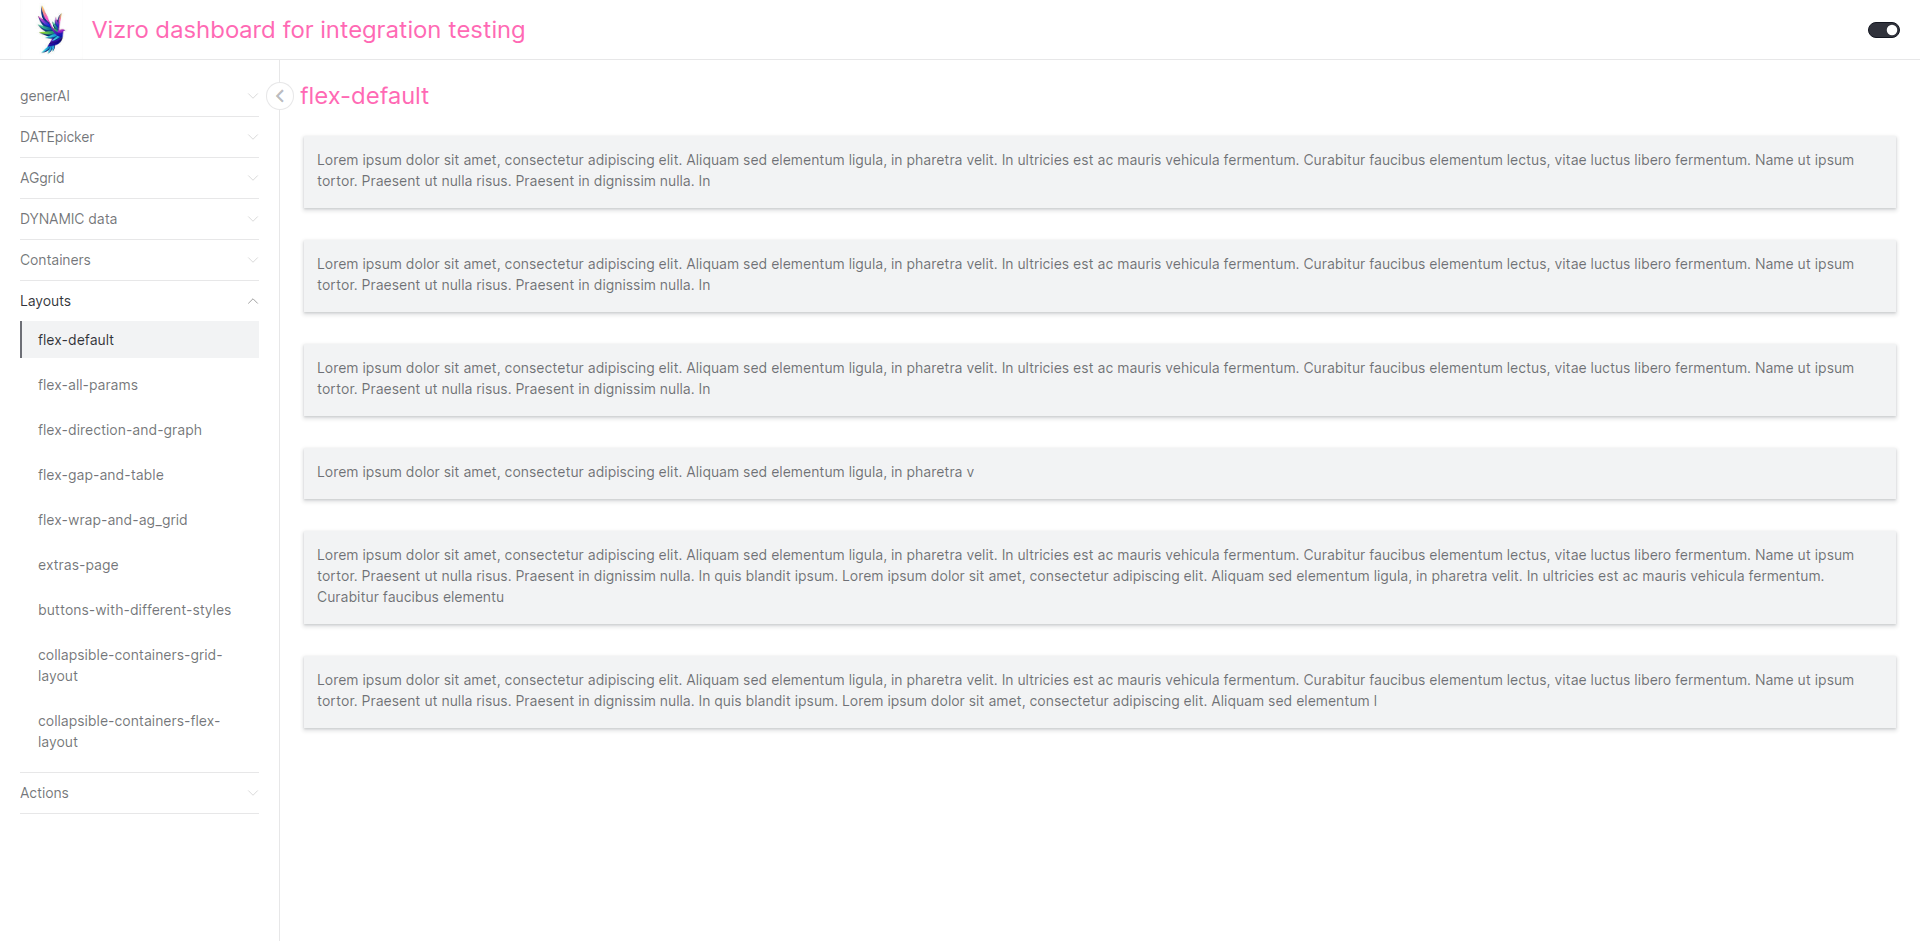 Vizro dashboard for integration testing
generAI
DATEpicker
AGgrid
DYNAMIC data
Containers
Layouts
flex-default
flex-all-params
flex-direction-and-graph
flex-gap-and-table
flex-wrap-and-ag_grid
extras-page
buttons-with-different-styles
collapsible-containers-grid-
layout
collapsible-containers-flex-
layout
Actions
flex-default
Lorem ipsum dolor sit amet, consectetur adipiscing elit. Aliquam sed elementum ligula, in pharetra velit. In ultricies est ac mauris vehicula fermentum. Curabitur faucibus elementum lectus, vitae luctus libero fermentum. Name ut ipsum
tortor. Praesent ut nulla risus. Praesent in dignissim nulla. In
Lorem ipsum dolor sit amet, consectetur adipiscing elit. Aliquam sed elementum ligula, in pharetra velit. In ultricies est ac mauris vehicula fermentum. Curabitur faucibus elementum lectus, vitae luctus libero fermentum. Name ut ipsum
tortor. Praesent ut nulla risus. Praesent in dignissim nulla. In
Lorem ipsum dolor sit amet, consectetur adipiscing elit. Aliquam sed elementum ligula, in pharetra velit. In ultricies est ac mauris vehicula fermentum. Curabitur faucibus elementum lectus, vitae luctus libero fermentum. Name ut ipsum
tortor. Praesent ut nulla risus. Praesent in dignissim nulla. In
Lorem ipsum dolor sit amet, consectetur adipiscing elit. Aliquam sed elementum ligula, in pharetra v
Lorem ipsum dolor sit amet, consectetur adipiscing elit. Aliquam sed elementum ligula, in pharetra velit. In ultricies est ac mauris vehicula fermentum. Curabitur faucibus elementum lectus, vitae luctus libero fermentum. Name ut ipsum
tortor. Praesent ut nulla risus. Praesent in dignissim nulla. In quis blandit ipsum. Lorem ipsum dolor sit amet, consectetur adipiscing elit. Aliquam sed elementum ligula, in pharetra velit. In ultricies est ac mauris vehicula fermentum.
Curabitur faucibus elementu
Lorem ipsum dolor sit amet, consectetur adipiscing elit. Aliquam sed elementum ligula, in pharetra velit. In ultricies est ac mauris vehicula fermentum. Curabitur faucibus elementum lectus, vitae luctus libero fermentum. Name ut ipsum
tortor. Praesent ut nulla risus. Praesent in dignissim nulla. In quis blandit ipsum. Lorem ipsum dolor sit amet, consectetur adipiscing elit. Aliquam sed elementum l